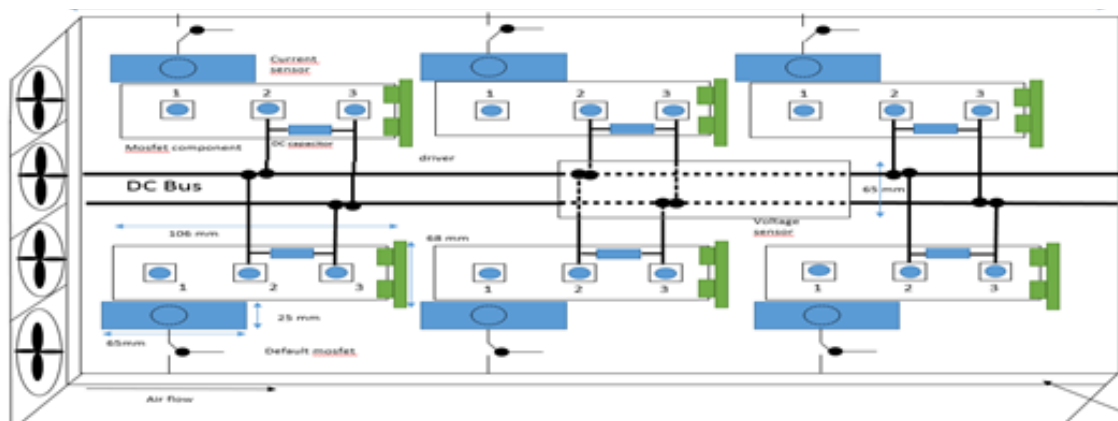 Current
sensor
1 2 3
1 2 3
1 2 3
DC capacitor
Mosfet component
driver
DC Bus
65 mm
Voltage
sensor
106 mm
68 mm
1 2 3
1 2 3
1 2 3
25 mm
65mm
Default mosfet
Air flow